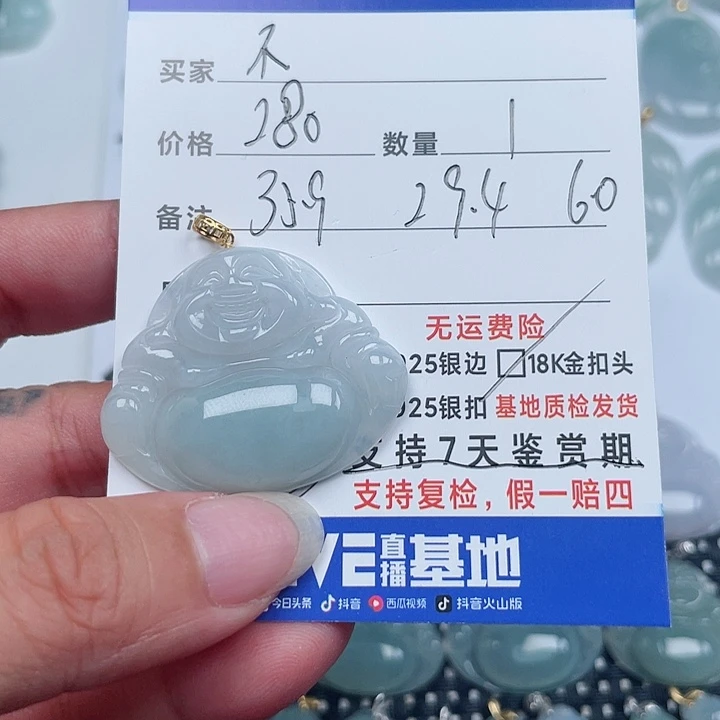 买家 不
价格 280 数量 1
备注 35.9 29.4 6.0
无运费险
925银边 18K金扣头
925银扣 基地质检发货
支持7天鉴赏期
支持复检，假一赔四
VE直播基地
今日头条 抖音 西瓜视频 抖音火山版